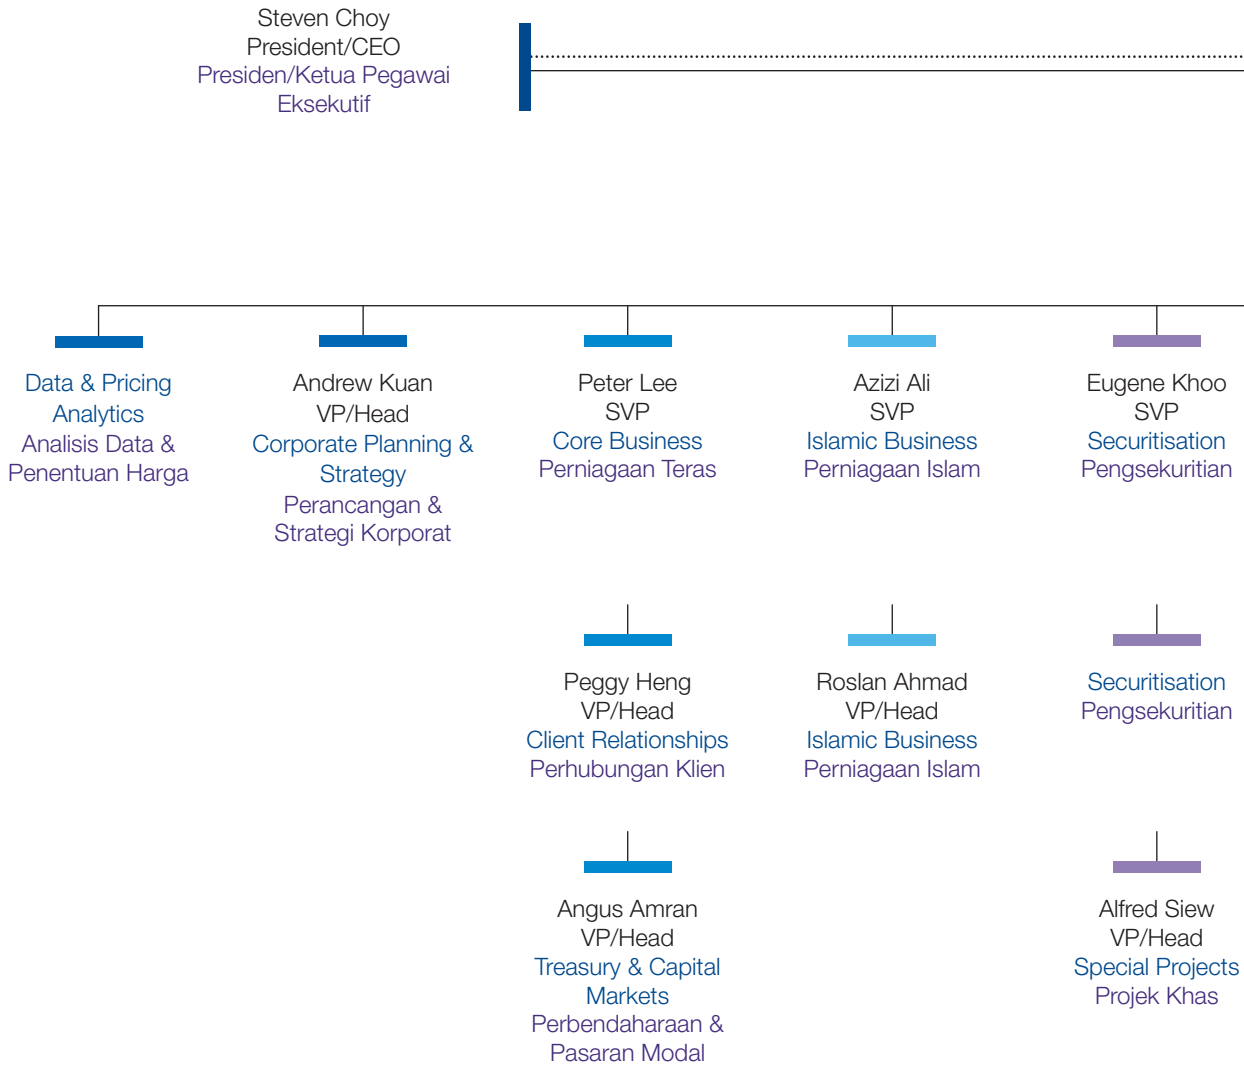 Steven Choy
President/CEO
Presiden/Ketua Pegawai
Eksekutif
Data & Pricing
Analytics
Analisis Data &
Penentuan Harga
Andrew Kuan
VP/Head
Corporate Planning &
Strategy
Perancangan &
Strategi Korporat
Peter Lee
SVP
Core Business
Perniagaan Teras
Azizi Ali
SVP
Islamic Business
Perniagaan Islam
Eugene Khoo
SVP
Securitisation
Pengsekuritian
Peggy Heng
VP/Head
Client Relationships
Perhubungan Klien
Roslan Ahmad
VP/Head
Islamic Business
Perniagaan Islam
Securitisation
Pengsekuritian
Angus Amran
VP/Head
Treasury & Capital
Markets
Perbendaharaan &
Pasaran Modal
Alfred Siew
VP/Head
Special Projects
Projek Khas